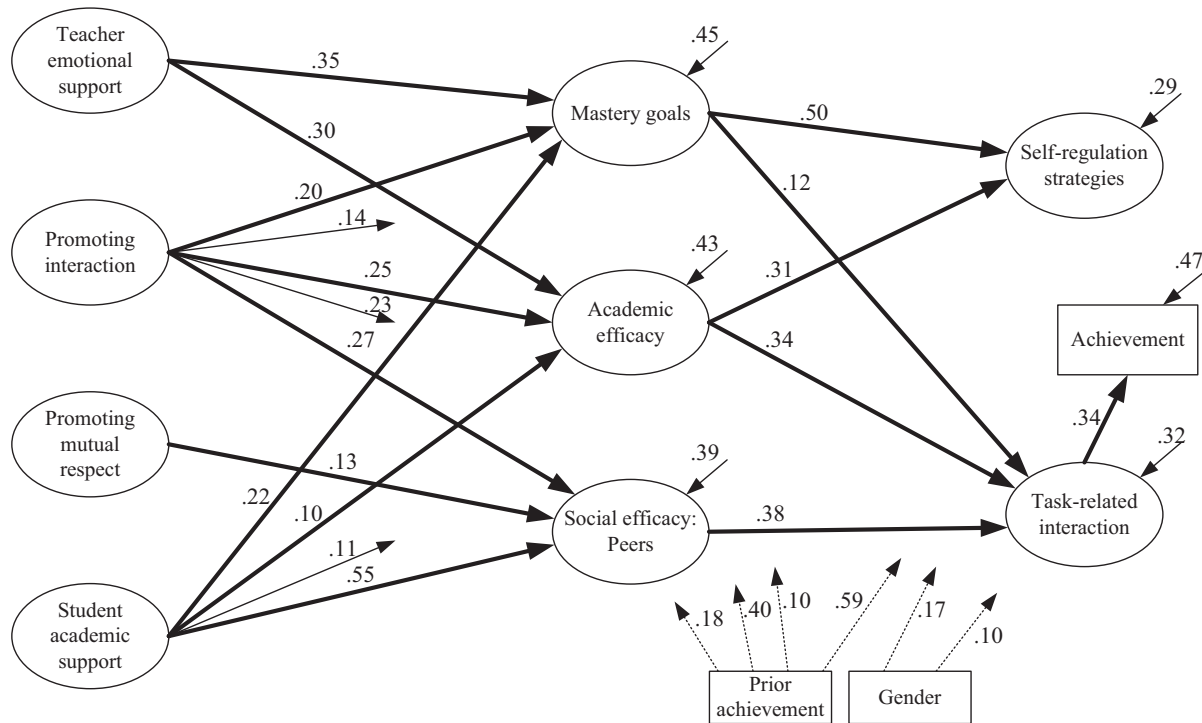 Teacher
emotional
support
.35
.30
.45
Mastery goals
.50
.12
.29
Self-regulation
strategies
Promoting
interaction
.20
.14
.25
.23
.27
.43
Academic
efficacy
.31
.34
.47
Achievement
.34
Promoting
mutual
respect
.13
.39
Social efficacy:
Peers
.38
.32
Task-related
interaction
Student
academic
support
.22
.10
.11
.55
.18
.40
.10
.59
.17
.10
Prior
achievement
Gender